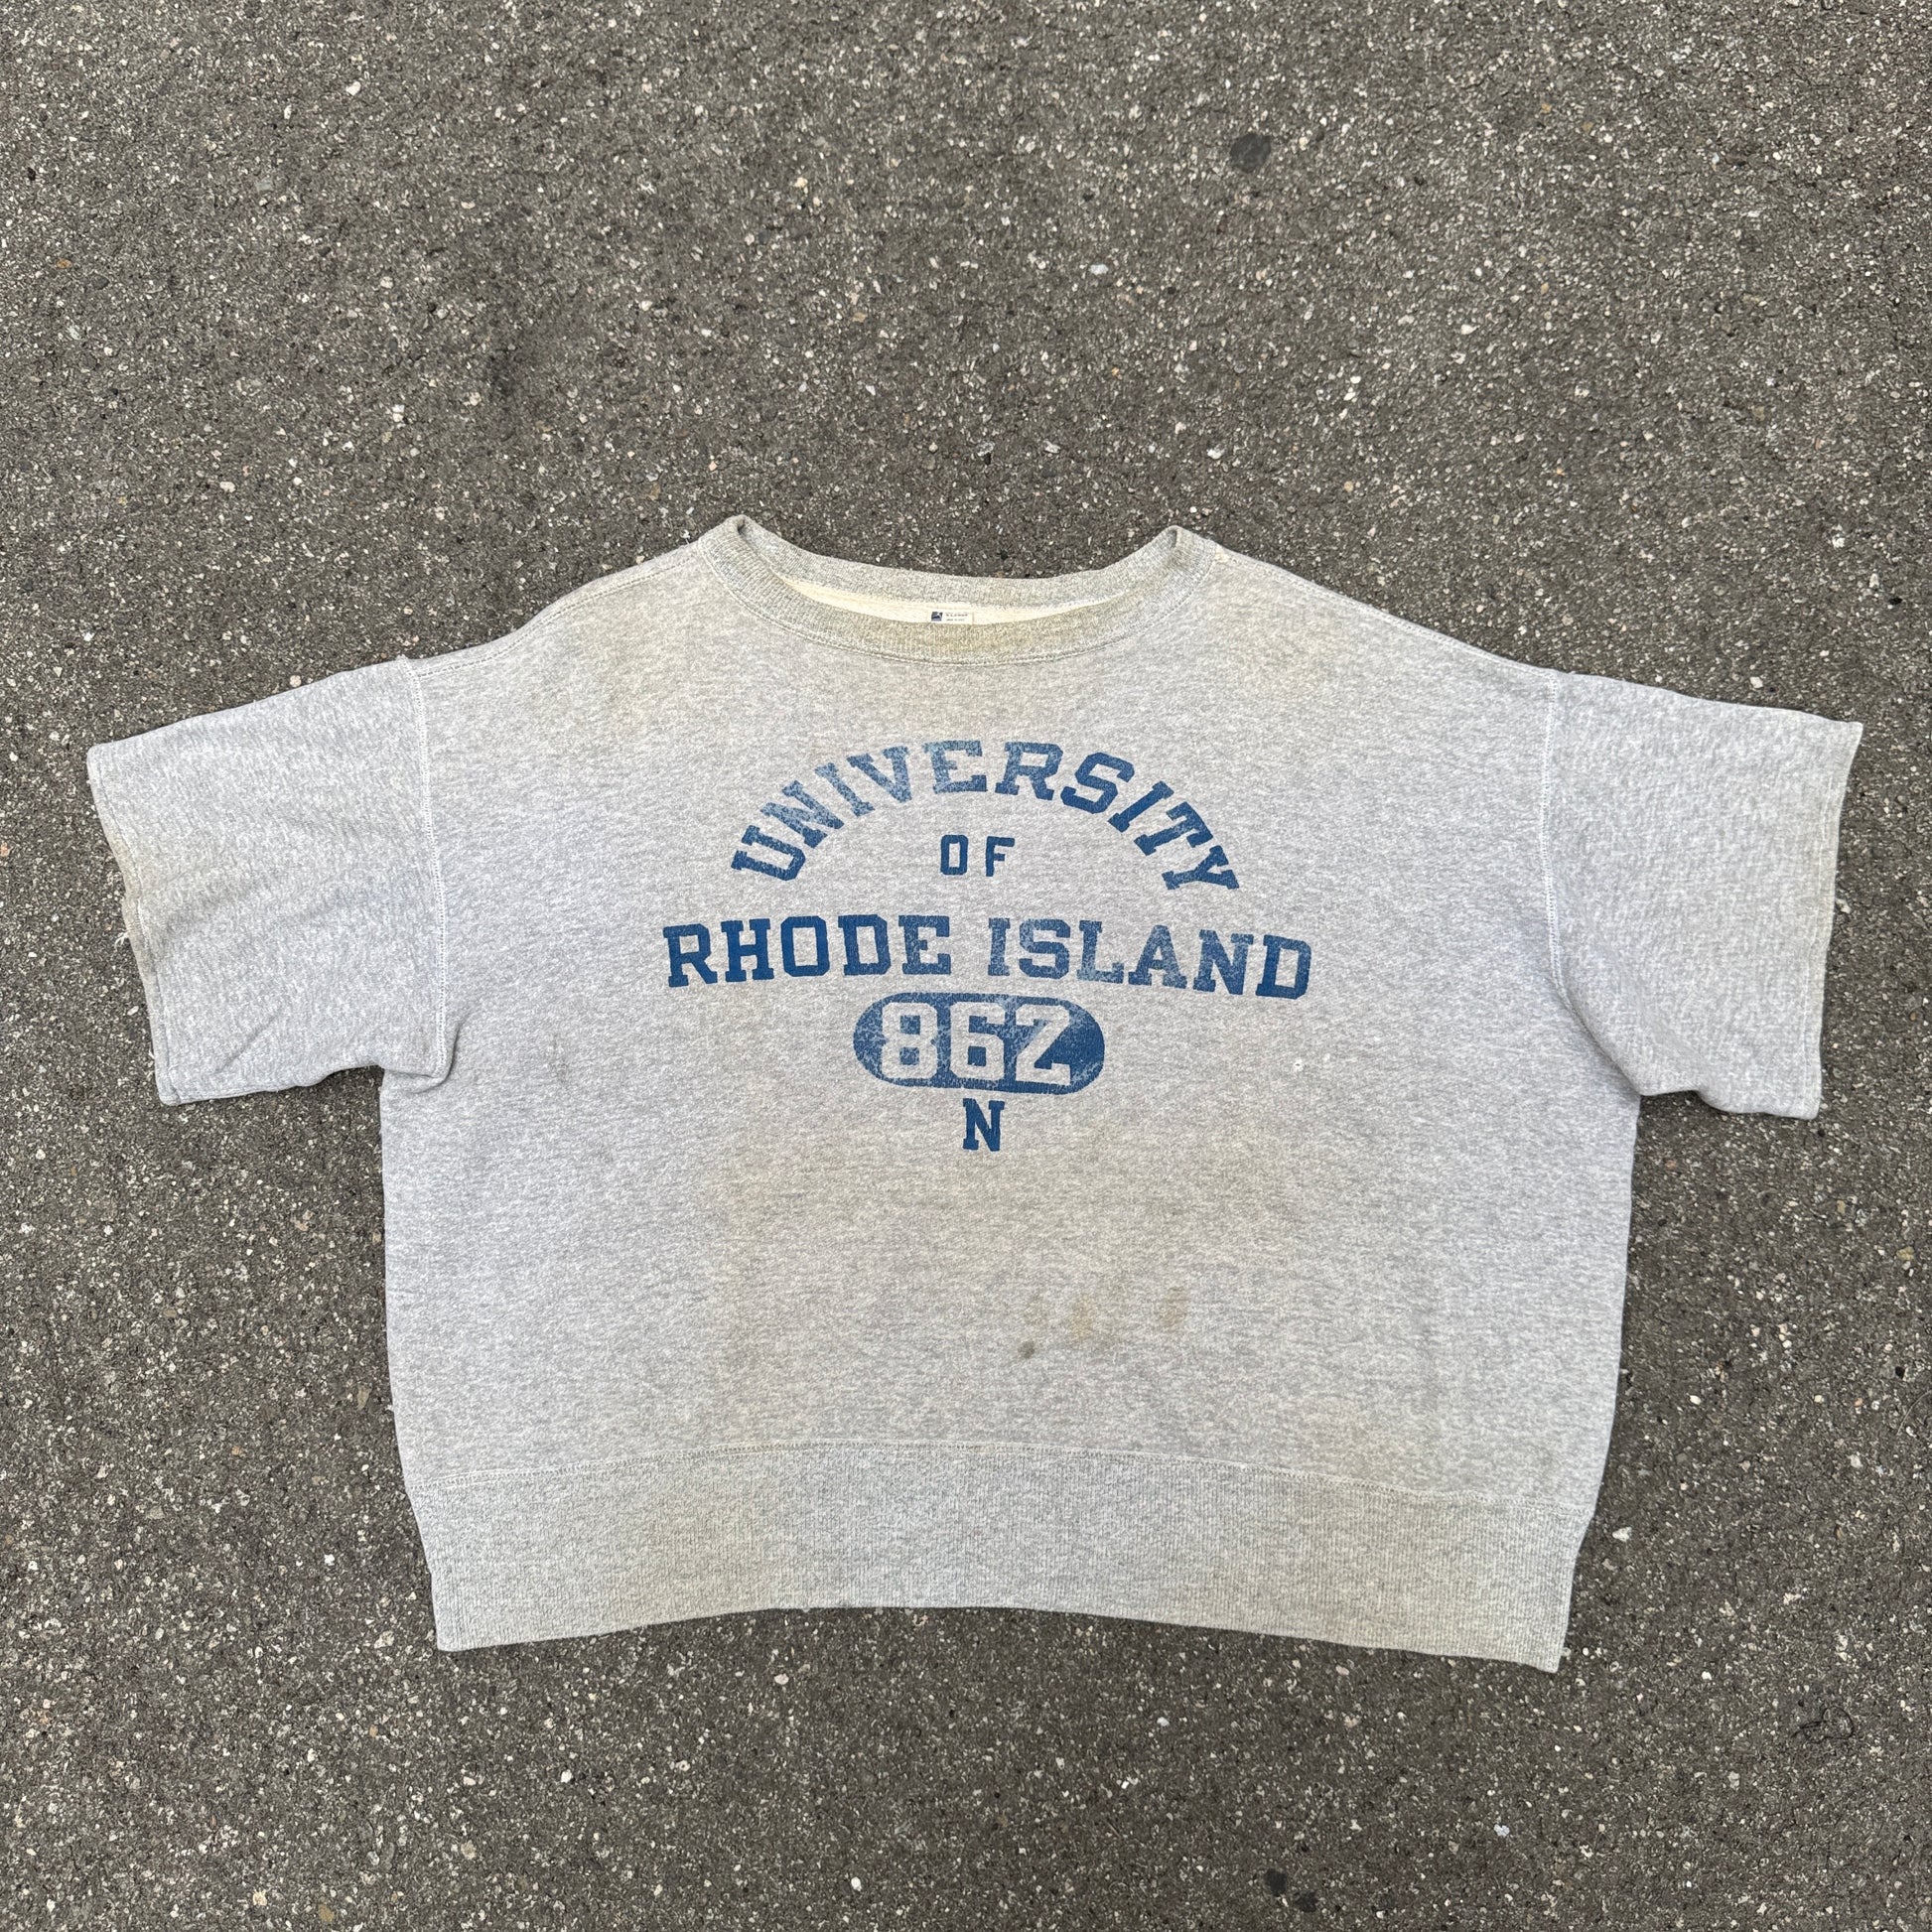 UNIVERSITY
OF
RHODE ISLAND
862
N